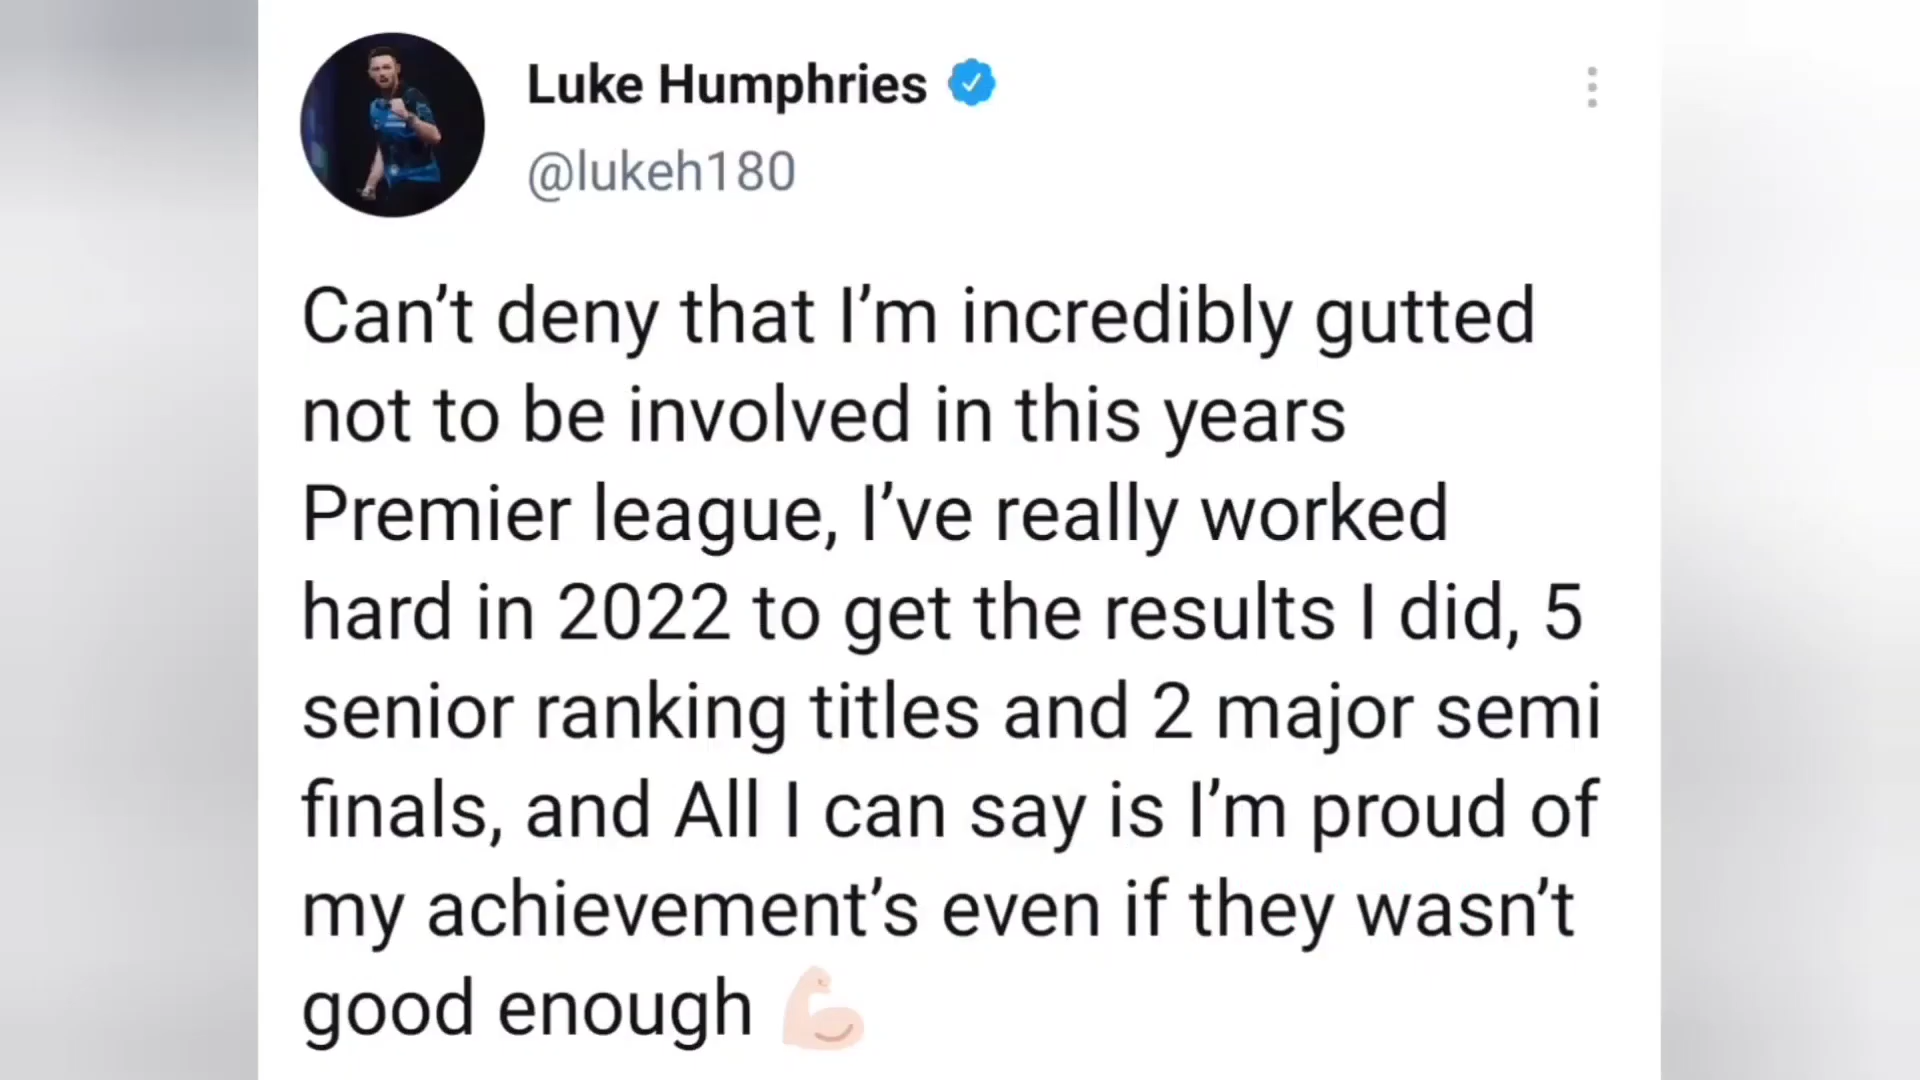 Luke Humphries
@lukeh180
Can’t deny that I’m incredibly gutted
not to be involved in this years
Premier league, I’ve really worked
hard in 2022 to get the results I did, 5
senior ranking titles and 2 major semi
finals, and All I can say is I’m proud of
my achievement’s even if they wasn’t
good enough 💪🏻